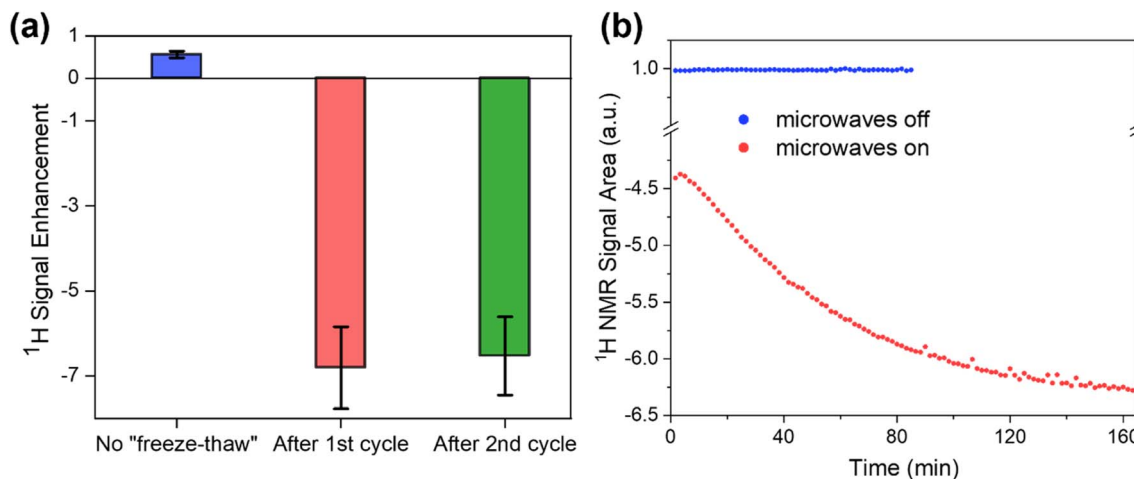 (a)
1
0
-1
-3
-5
-7
¹H Signal Enhancement
No "freeze-thaw"
After 1st cycle
After 2nd cycle
(b)
1.0
-4.5
-5.0
-5.5
-6.0
-6.5
¹H NMR Signal Area (a.u.)
microwaves off
microwaves on
0
40
80
120
160
Time (min)